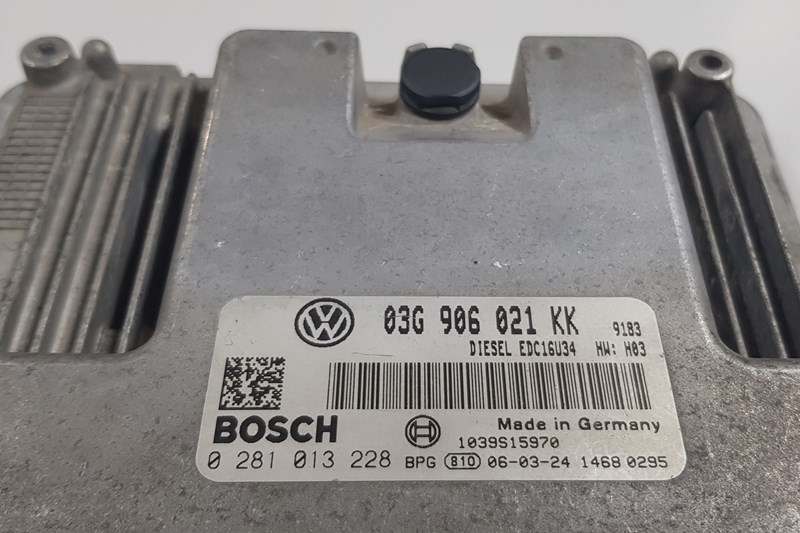 03G 906 021 KK 9183
DIESEL EDC16U34 HW: H03
BOSCH
Made in Germany
1039S15970
0 281 013 228 BPG 810 06-03-24 1468 0295